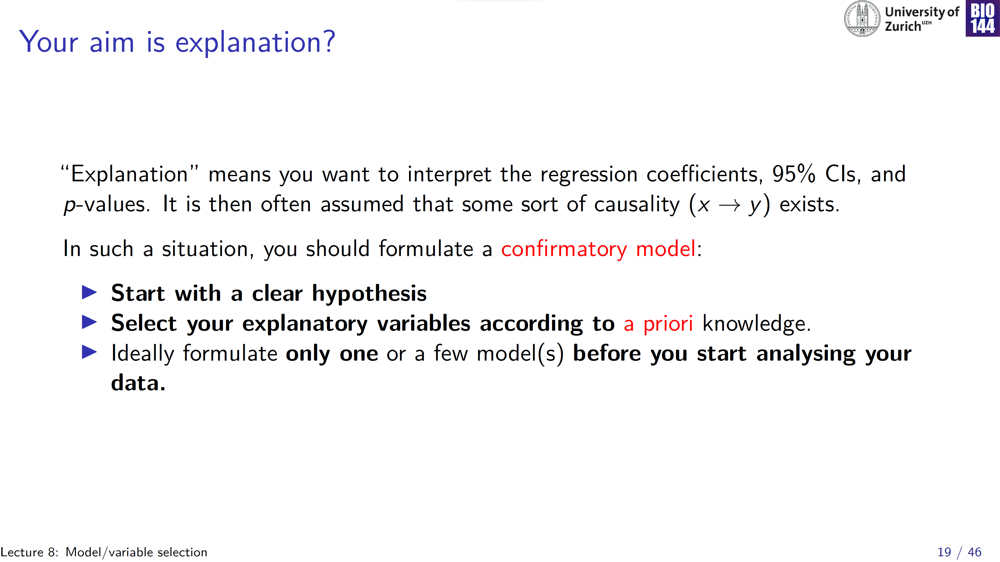 University of
Zurich UZH
BIO
144
Your aim is explanation?
“Explanation” means you want to interpret the regression coefficients, 95% CIs, and
p-values. It is then often assumed that some sort of causality (x → y) exists.
In such a situation, you should formulate a confirmatory model:
▶ Start with a clear hypothesis
▶ Select your explanatory variables according to a priori knowledge.
▶ Ideally formulate only one or a few model(s) before you start analysing your
data.
Lecture 8: Model/variable selection
19 / 46